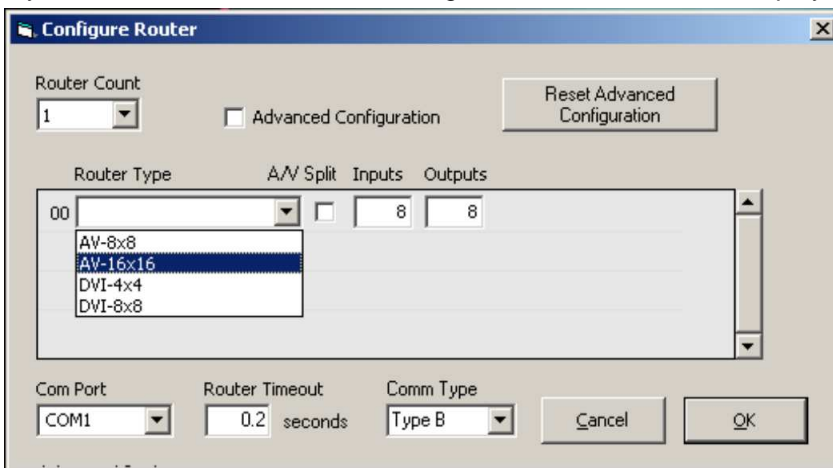 Configure Router
Router Count
1
Advanced Configuration
Reset Advanced
Configuration
Router Type A/V Split Inputs Outputs
00 8 8
AV-8x8
AV-16x16
DVI-4x4
DVI-8x8
Com Port Router Timeout Comm Type
COM1 0.2 seconds Type B Cancel OK